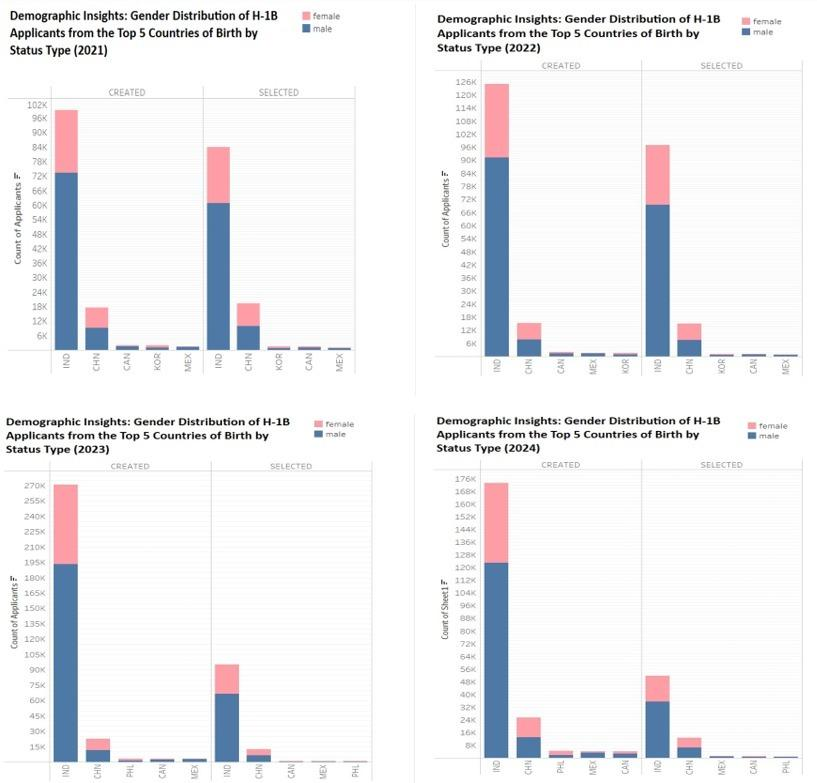 Demographic Insights: Gender Distribution of H-1B
Applicants from the Top 5 Countries of Birth by
Status Type (2021)
female
male
CREATED
SELECTED
102K
96K
90K
84K
78K
72K
66K
60K
54K
48K
42K
36K
30K
24K
18K
12K
6K
Count of Applicants
IND
CHN
CAN
KOR
MEX
IND
CHN
KOR
CAN
MEX
Demographic Insights: Gender Distribution of H-1B
Applicants from the Top 5 Countries of Birth by
Status Type (2022)
female
male
CREATED
SELECTED
126K
120K
114K
108K
102K
96K
90K
84K
78K
72K
66K
60K
54K
48K
42K
36K
30K
24K
18K
12K
6K
Count of Applicants
IND
CHN
CAN
MEX
KOR
IND
CHN
KOR
CAN
MEX
Demographic Insights: Gender Distribution of H-1B
Applicants from the Top 5 Countries of Birth by
Status Type (2023)
female
male
CREATED
SELECTED
270K
255K
240K
225K
210K
195K
180K
165K
150K
135K
120K
105K
90K
75K
60K
45K
30K
15K
Count of Applicants
IND
CHN
PHL
CAN
MEX
IND
CHN
CAN
MEX
PHL
Demographic Insights: Gender Distribution of H-1B
Applicants from the Top 5 Countries of Birth by
Status Type (2024)
female
male
CREATED
SELECTED
176K
168K
160K
152K
144K
136K
128K
120K
112K
104K
96K
88K
80K
72K
64K
56K
48K
40K
32K
24K
16K
8K
Count of Sheet1
IND
CHN
PHL
MEX
CAN
IND
CHN
MEX
CAN
PHL